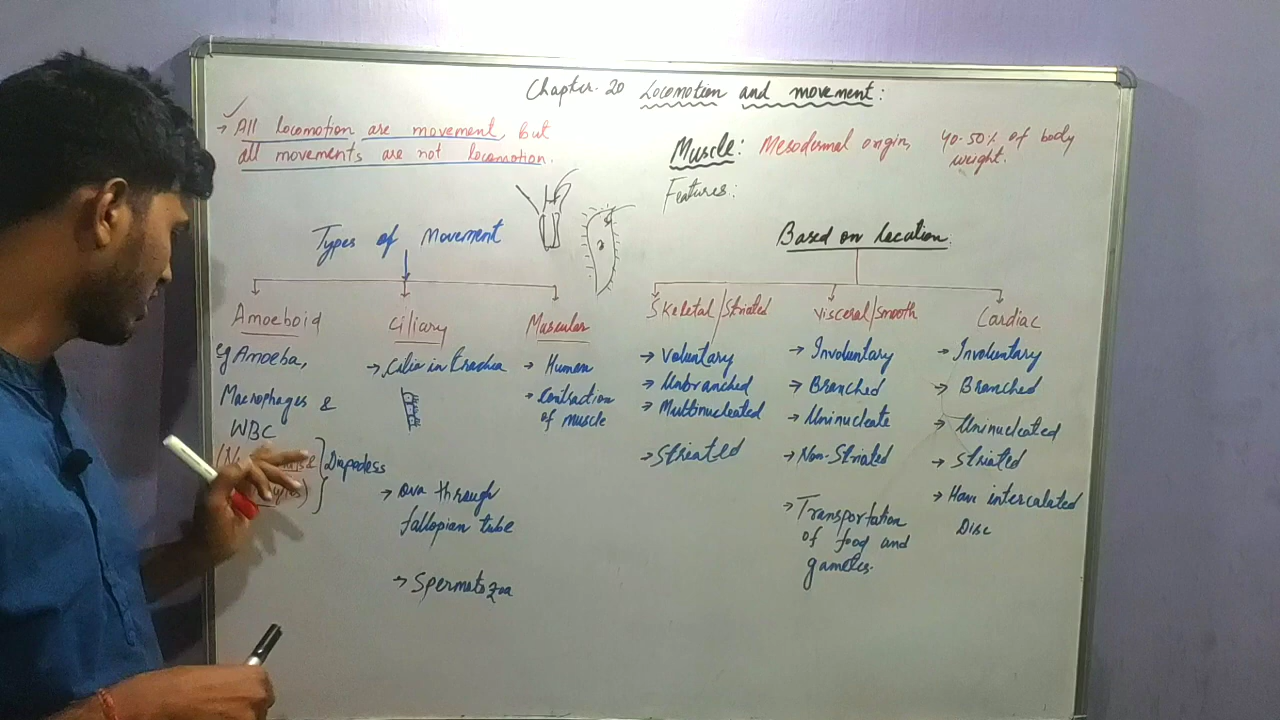 Chapter. 20 Locomotion and movement:
→ All locomotion are movement, but
all movements are not locomotion.
Muscle: Mesodermal origin, 40-50% of body
weight.
Features:
Types of Movement
Amoeboid
eg Amoeba,
Macrophages &
WBC
&
Diapedess
Ciliary
→ Cilia in trachea
→ Ova through
fallopian tube
→ Spermatozoa
Muscular
→ Human
→ Contraction
of muscle
Based on location.
Skeletal/Striated
→ Voluntary
→ Unbranched
→ Multinucleated
→ Striated
Visceral/Smooth
→ Involuntary
→ Branched
→ Uninucleate
→ Non-Striated
→ Transportation
of food and
gametes.
Cardiac
→ Involuntary
→ Branched
→ Uninucleated
→ Striated
→ Have intercalated
Disc